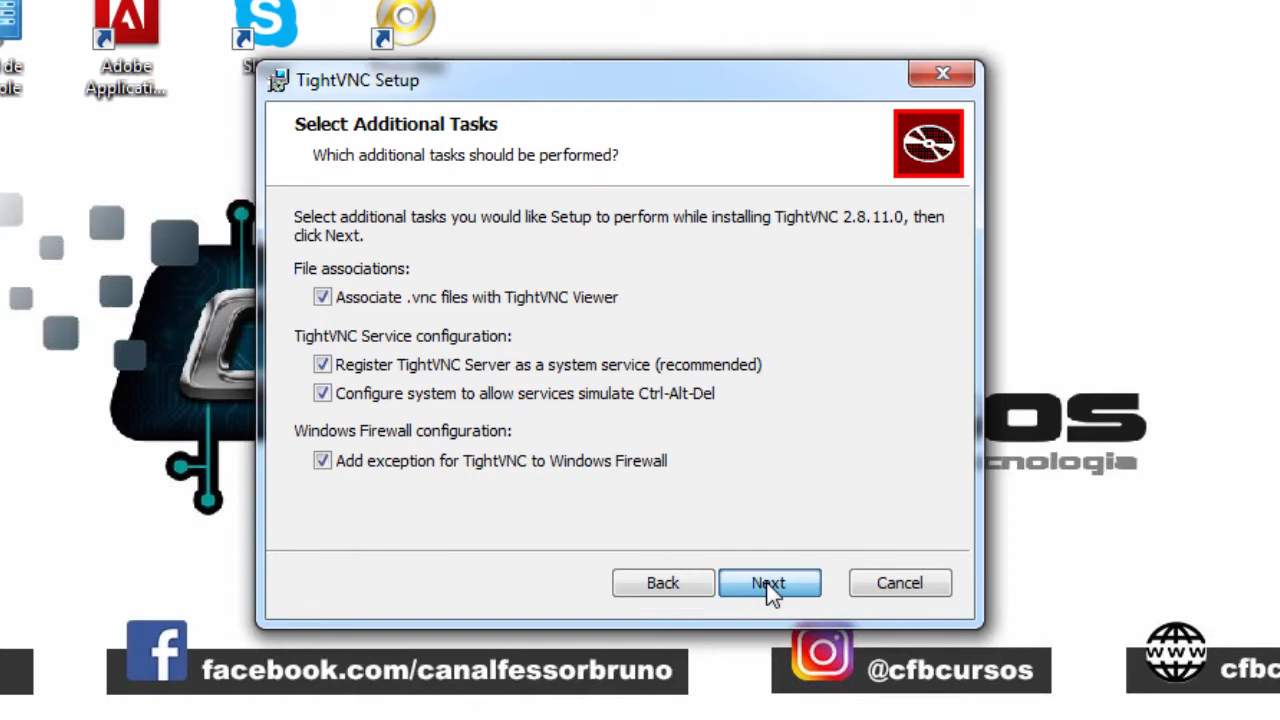 de
ole
Adobe
Applicati...
TightVNC Setup
Select Additional Tasks
Which additional tasks should be performed?
Select additional tasks you would like Setup to perform while installing TightVNC 2.8.11.0, then
click Next.
File associations:
Associate .vnc files with TightVNC Viewer
TightVNC Service configuration:
Register TightVNC Server as a system service (recommended)
Configure system to allow services simulate Ctrl-Alt-Del
Windows Firewall configuration:
Add exception for TightVNC to Windows Firewall
Back
Next
Cancel
os
cnologia
facebook.com/canalfessorbruno
@cfbcursos
www
cfbc